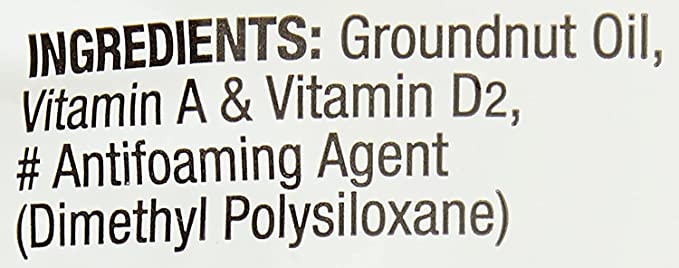 INGREDIENTS: Groundnut Oil,
Vitamin A & Vitamin D2,
# Antifoaming Agent
(Dimethyl Polysiloxane)